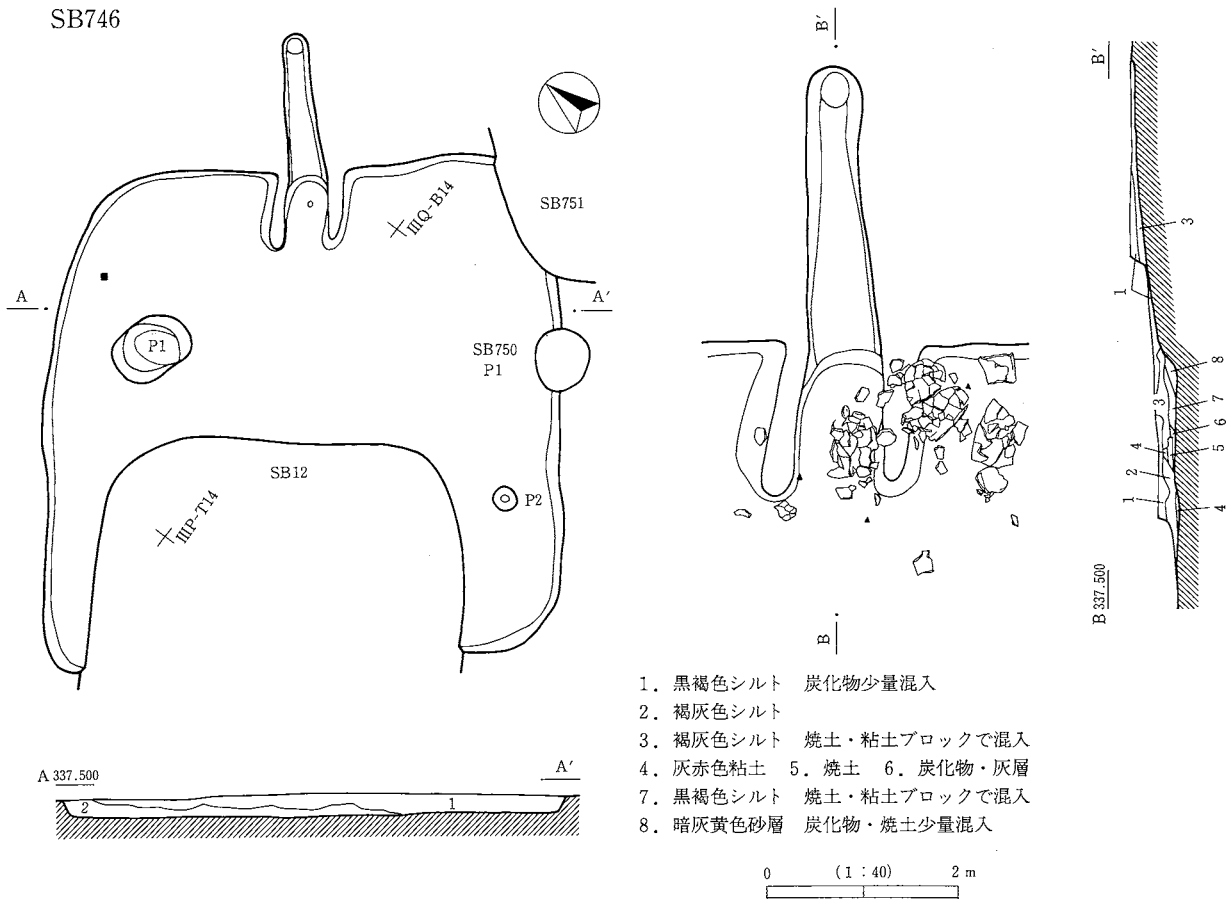 SB746
B'
SB751
ⅢQ-B14
A
A'
P1
SB750
P1
SB12
P2
ⅢP-T14
B
B'
3
1
8
7
3
6
4
5
2
1
4
B 337.500
A 337.500
A'
2
1
1. 黒褐色シルト 炭化物少量混入
2. 褐灰色シルト
3. 褐灰色シルト 焼土・粘土ブロックで混入
4. 灰赤色粘土 5. 焼土 6. 炭化物・灰層
7. 黒褐色シルト 焼土・粘土ブロックで混入
8. 暗灰黄色砂層 炭化物・焼土少量混入
0 (1:40) 2m